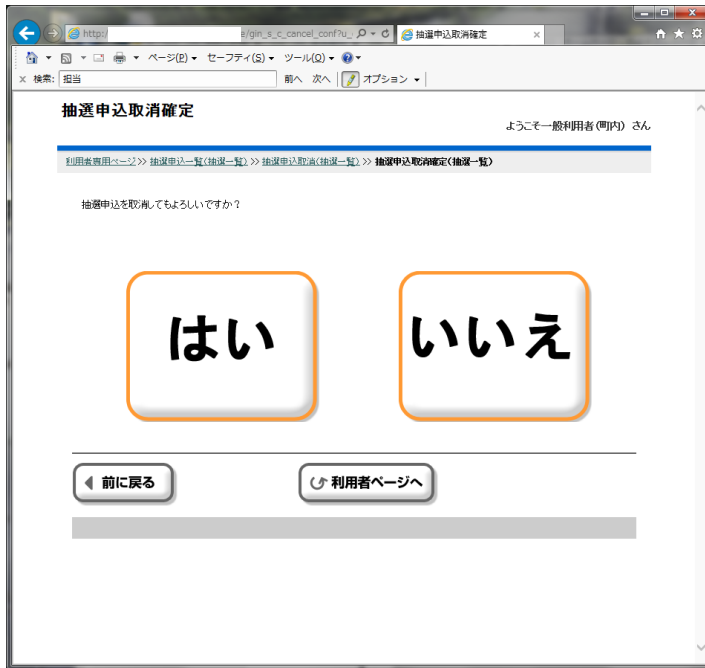 http:/ e/gin_s_c_cancel_conf?u_ 抽選申込取消確定 ×
ページ(P) セーフティ(S) ツール(O)
× 検索: 担当 前へ 次へ オプション
抽選申込取消確定
ようこそ一般利用者(町内) さん
利用者専用ページ>> 抽選申込一覧(抽選一覧)>> 抽選申込取消(抽選一覧)>> 抽選申込取消確定(抽選一覧)
抽選申込を取消してもよろしいですか?
はい いいえ
前に戻る 利用者ページへ